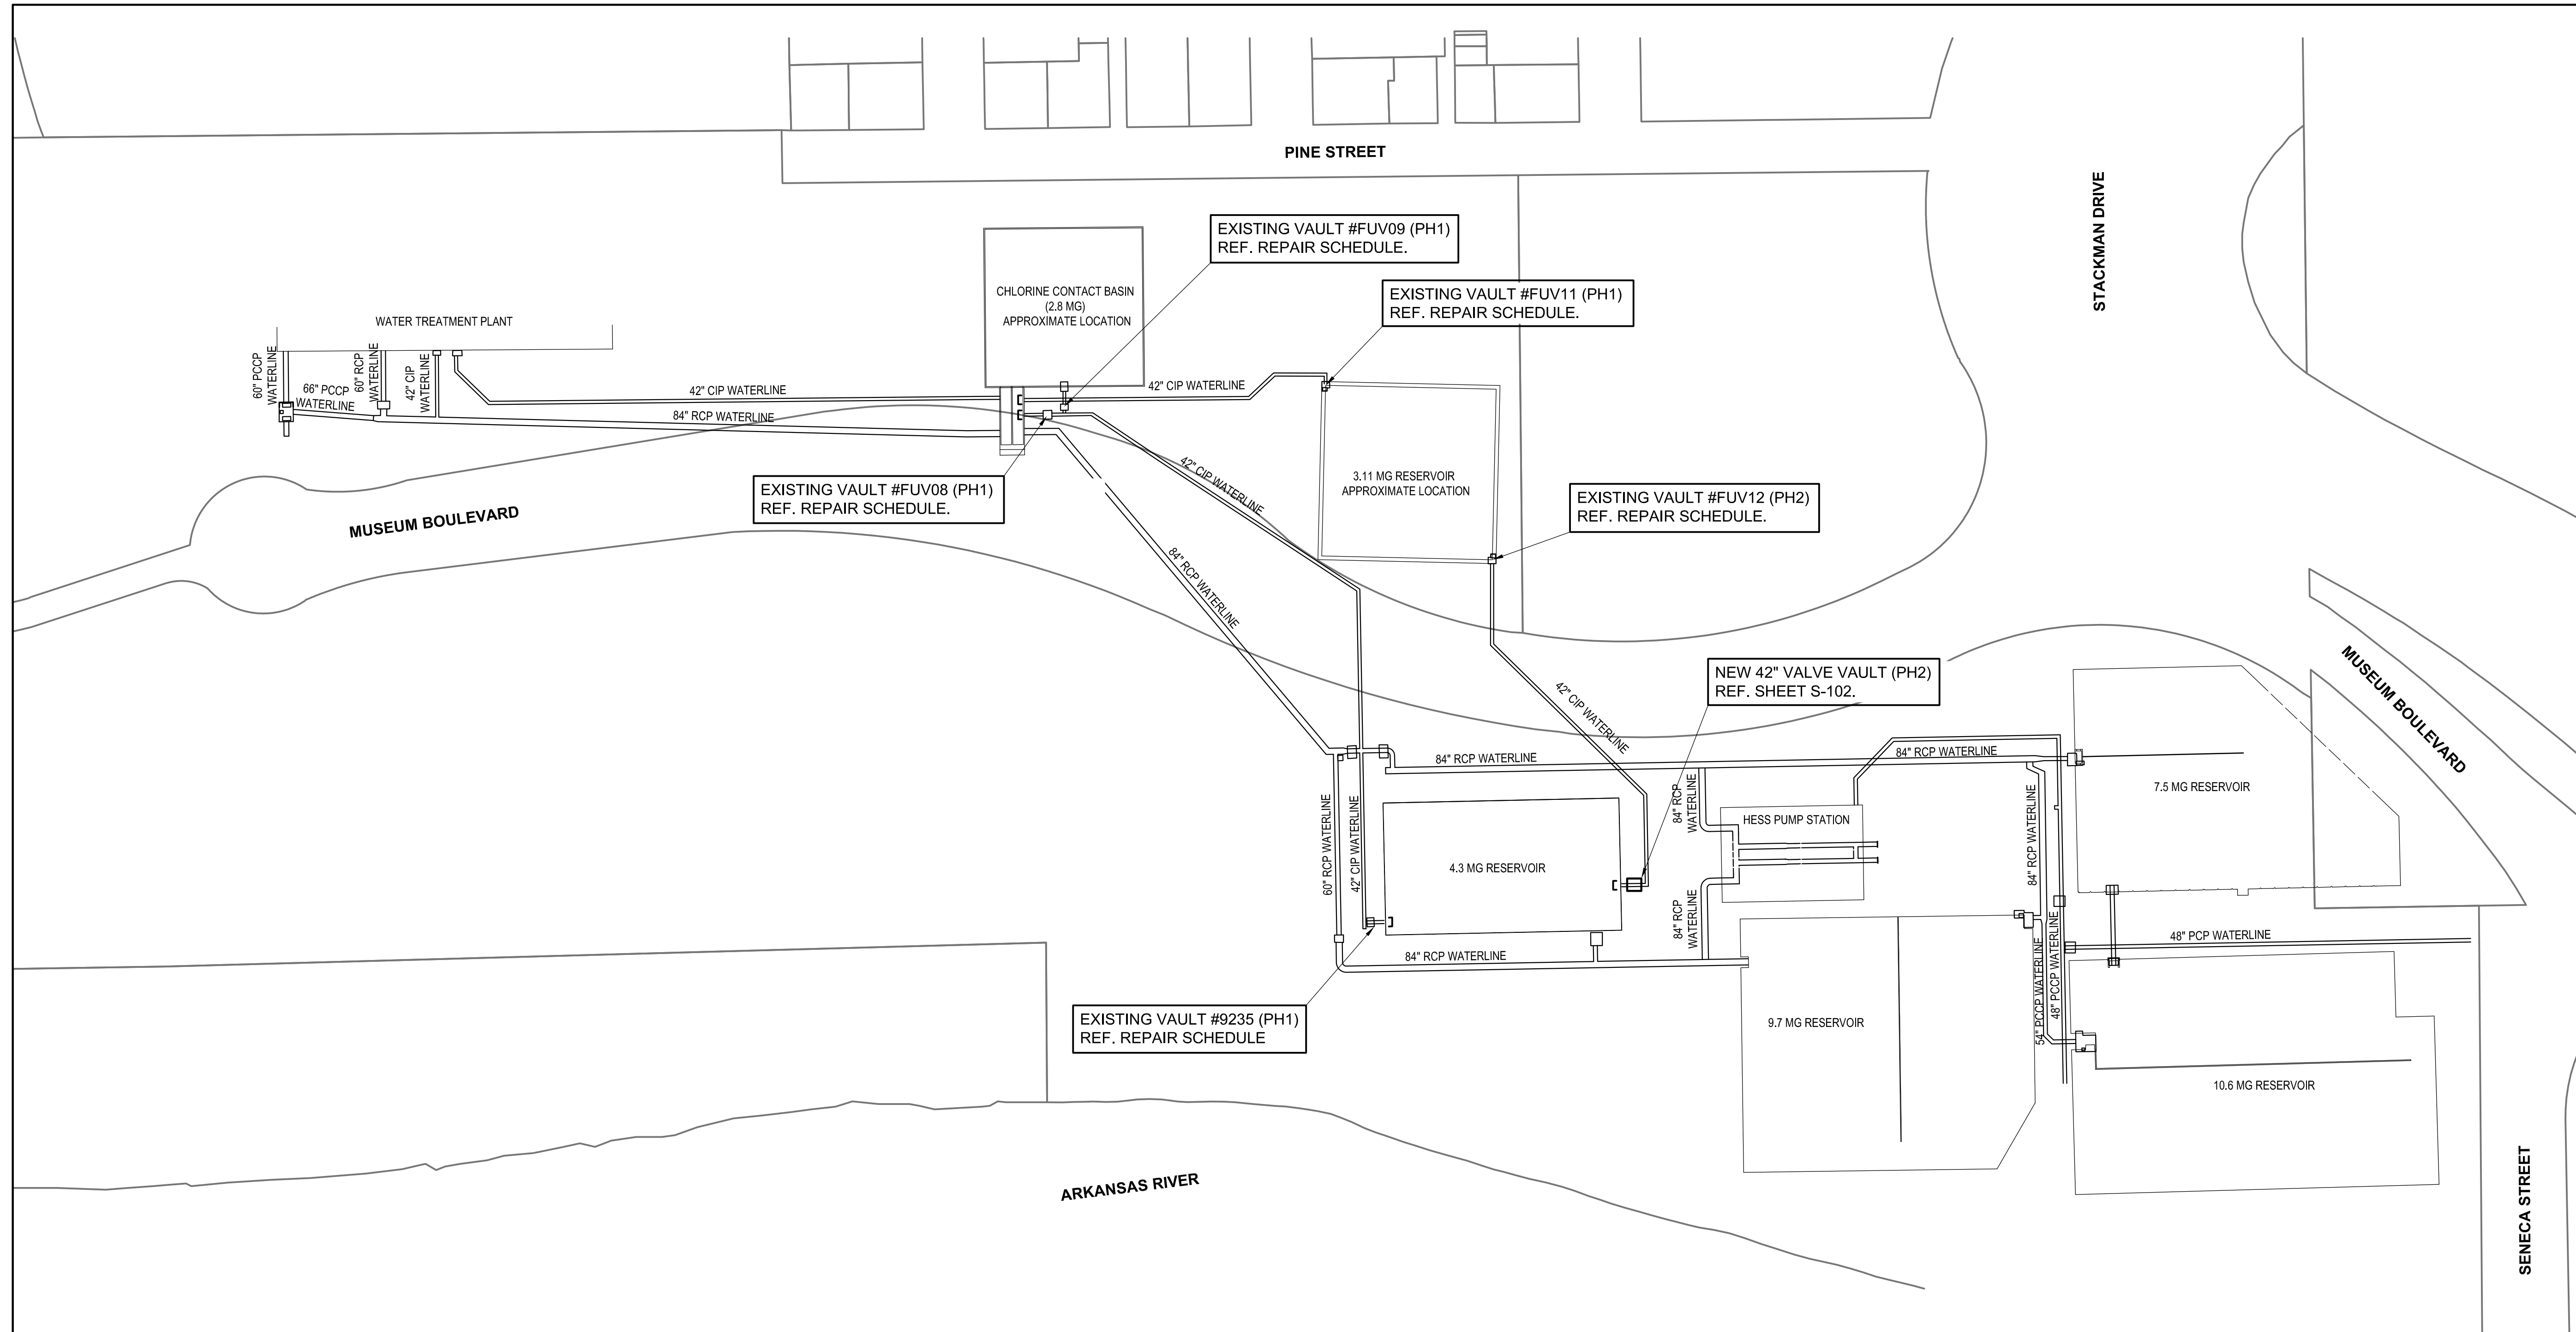 PINE STREET
STACKMAN DRIVE
EXISTING VAULT #FUV09 (PH1)
REF. REPAIR SCHEDULE.
EXISTING VAULT #FUV11 (PH1)
REF. REPAIR SCHEDULE.
CHLORINE CONTACT BASIN
(2.8 MG)
APPROXIMATE LOCATION
WATER TREATMENT PLANT
60" PCCP
WATERLINE
66" PCCP
WATERLINE
60" RCP
WATERLINE
42" CIP
WATERLINE
42" CIP WATERLINE
84" RCP WATERLINE
42" CIP WATERLINE
42" CIP WATERLINE
3.11 MG RESERVOIR
APPROXIMATE LOCATION
EXISTING VAULT #FUV08 (PH1)
REF. REPAIR SCHEDULE.
EXISTING VAULT #FUV12 (PH2)
REF. REPAIR SCHEDULE.
MUSEUM BOULEVARD
84" RCP WATERLINE
NEW 42" VALVE VAULT (PH2)
REF. SHEET S-102.
42" CIP WATERLINE
MUSEUM BOULEVARD
84" RCP WATERLINE
84" RCP WATERLINE
7.5 MG RESERVOIR
84" RCP
WATERLINE
HESS PUMP STATION
60" RCP WATERLINE
42" CIP WATERLINE
4.3 MG RESERVOIR
84" RCP WATERLINE
84" RCP
WATERLINE
48" PCP WATERLINE
84" RCP WATERLINE
54" PCCP WATERLINE
48" PCCP WATERLINE
EXISTING VAULT #9235 (PH1)
REF. REPAIR SCHEDULE
9.7 MG RESERVOIR
10.6 MG RESERVOIR
ARKANSAS RIVER
SENECA STREET